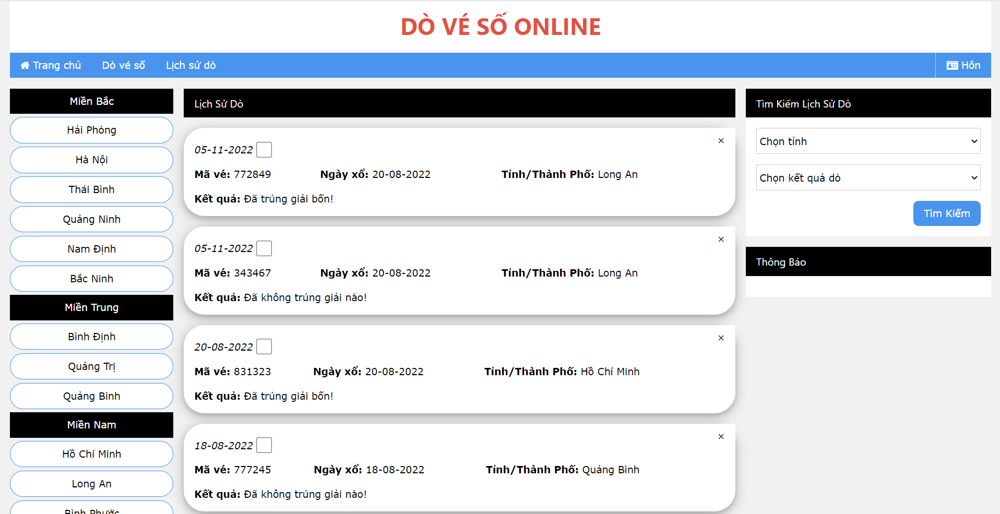 DÒ VÉ SỐ ONLINE
Trang chủ Dò vé số Lịch sử dò Hôn
Miền Bắc
Hải Phòng
Hà Nội
Thái Bình
Quảng Ninh
Nam Định
Bắc Ninh
Miền Trung
Bình Định
Quảng Trị
Quảng Bình
Miền Nam
Hồ Chí Minh
Long An
Bình Phước
Lịch Sử Dò
×
05-11-2022
Mã vé: 772849 Ngày xổ: 20-08-2022 Tỉnh/Thành Phố: Long An
Kết quả: Đã trúng giải bốn!
×
05-11-2022
Mã vé: 343467 Ngày xổ: 20-08-2022 Tỉnh/Thành Phố: Long An
Kết quả: Đã không trúng giải nào!
×
20-08-2022
Mã vé: 831323 Ngày xổ: 20-08-2022 Tỉnh/Thành Phố: Hồ Chí Minh
Kết quả: Đã trúng giải bốn!
×
18-08-2022
Mã vé: 777245 Ngày xổ: 18-08-2022 Tỉnh/Thành Phố: Quảng Bình
Kết quả: Đã không trúng giải nào!
Tìm Kiếm Lịch Sử Dò
Chọn tỉnh
Chọn kết quả dò
Tìm Kiếm
Thông Báo